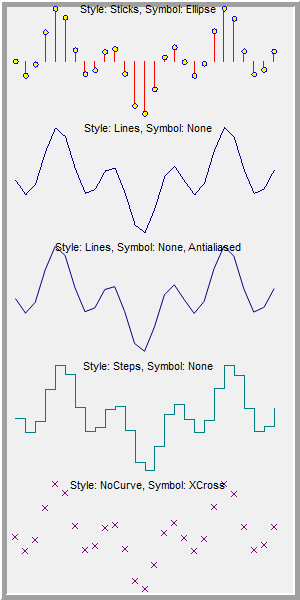 Style: Sticks, Symbol: Ellipse
Style: Lines, Symbol: None
Style: Lines, Symbol: None, Antialiased
Style: Steps, Symbol: None
Style: NoCurve, Symbol: XCross